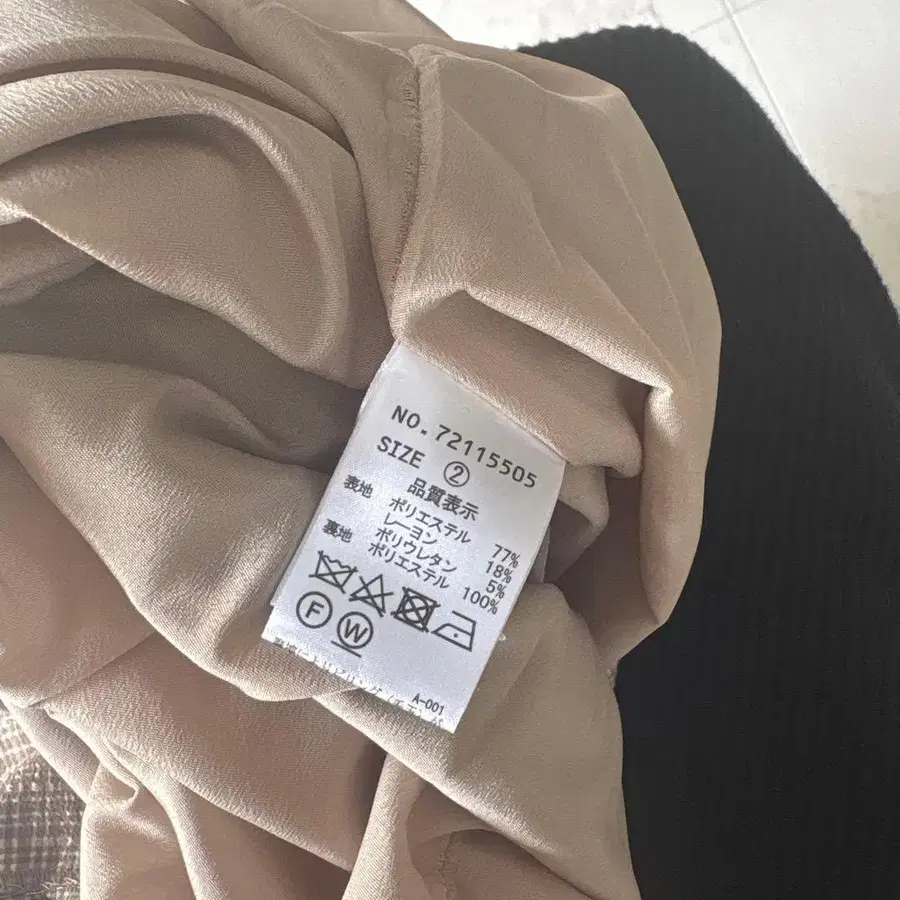 NO. 72115505
SIZE ②
品質表示
表地 ポリエステル 77%
レーヨン 18%
ポリウレタン 5%
裏地 ポリエステル 100%
F W
A-001